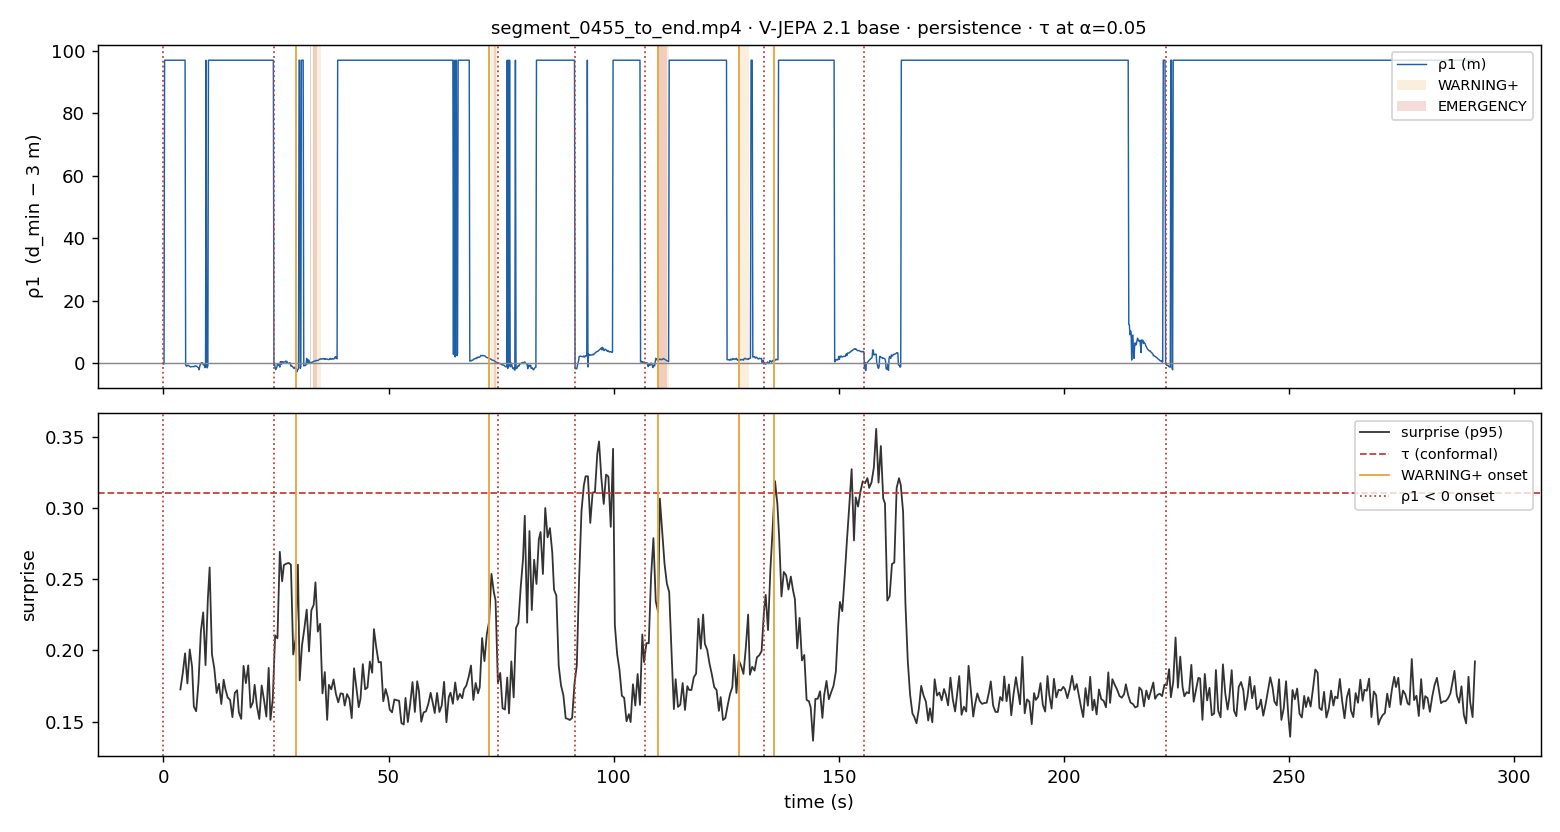 segment_0455_to_end.mp4 · V-JEPA 2.1 base · persistence · τ at α=0.05
100
80
60
40
20
0
ρ1 (d_min − 3 m)
ρ1 (m)
WARNING+
EMERGENCY
0.35
0.30
0.25
0.20
0.15
surprise
surprise (p95)
τ (conformal)
WARNING+ onset
ρ1 < 0 onset
0 50 100 150 200 250 300
time (s)